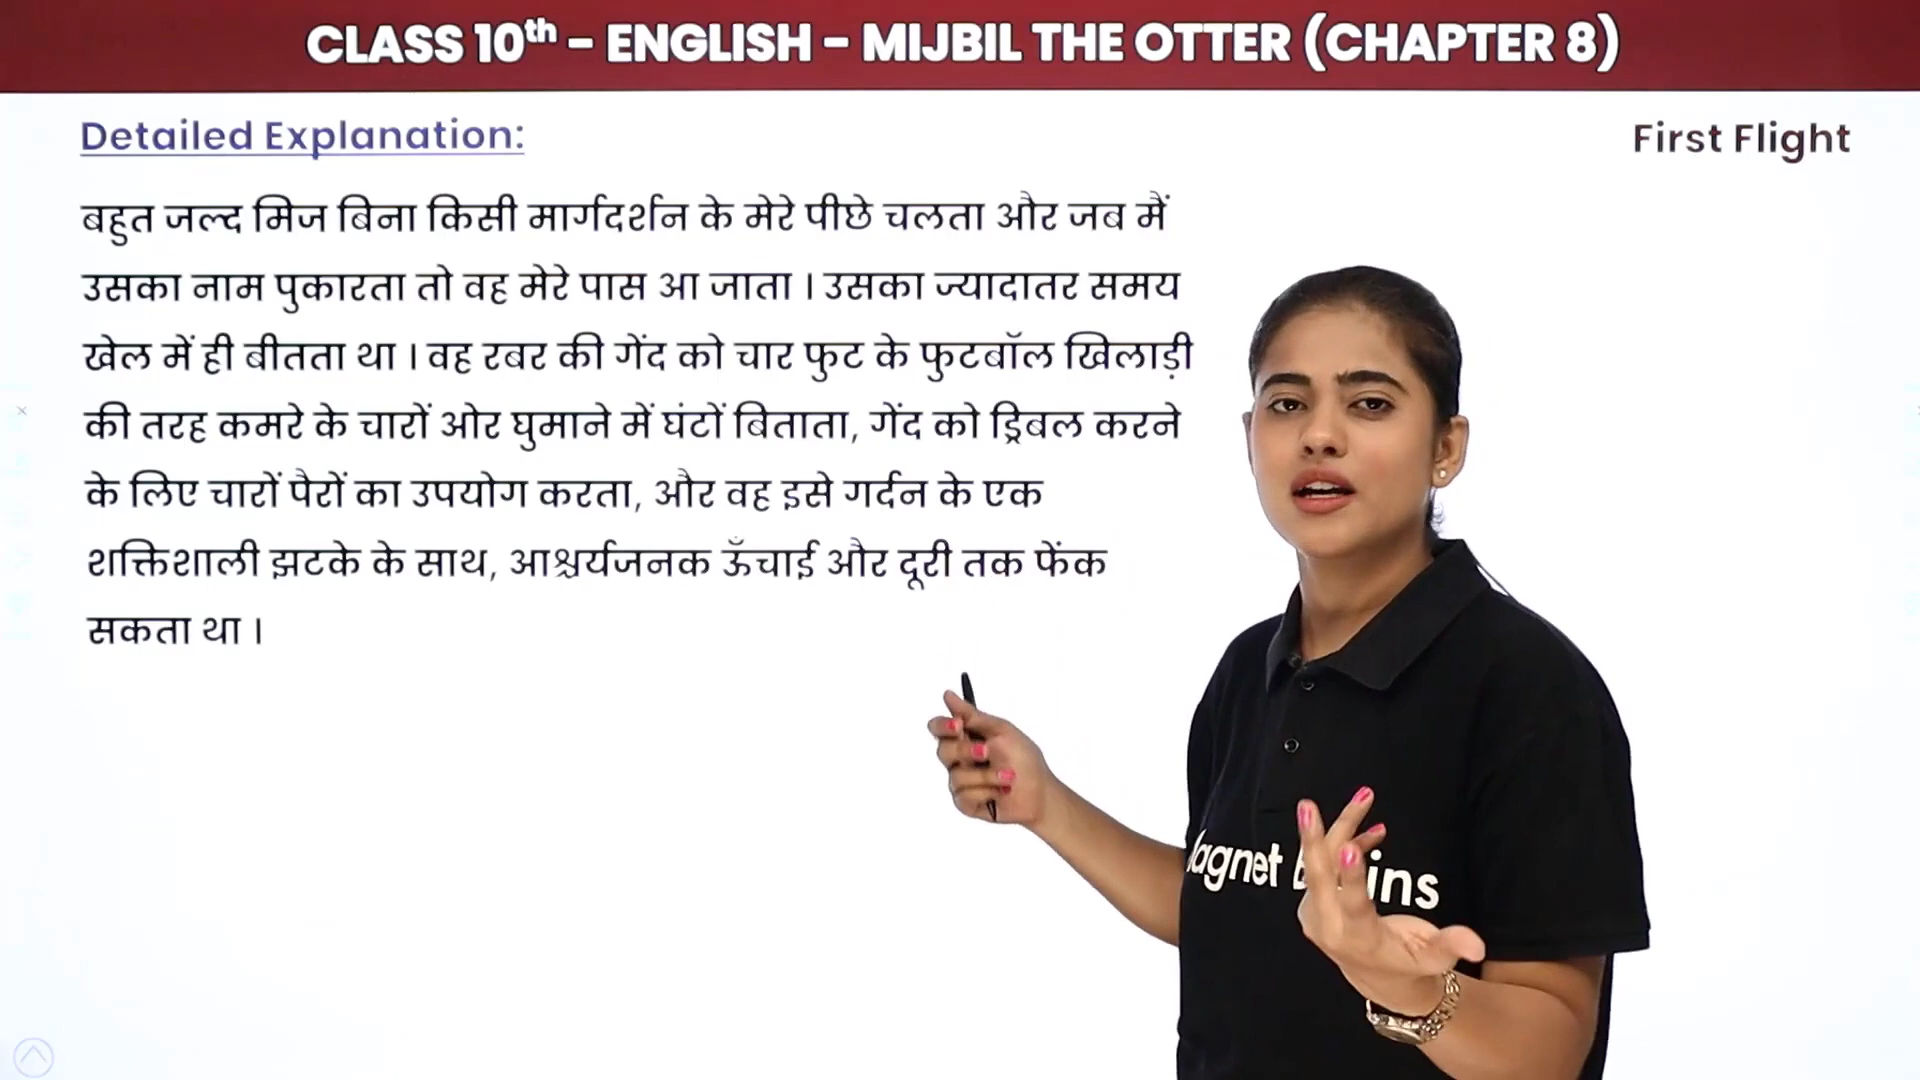 CLASS 10th - ENGLISH - MIJBIL THE OTTER (CHAPTER 8)
Detailed Explanation:
First Flight
बहुत जल्द मिज बिना किसी मार्गदर्शन के मेरे पीछे चलता और जब मैं
उसका नाम पुकारता तो वह मेरे पास आ जाता । उसका ज्यादातर समय
खेल में ही बीतता था । वह रबर की गेंद को चार फुट के फुटबॉल खिलाड़ी
की तरह कमरे के चारों ओर घुमाने में घंटों बिताता, गेंद को ड्रिबल करने
के लिए चारों पैरों का उपयोग करता, और वह इसे गर्दन के एक
शक्तिशाली झटके के साथ, आश्चर्यजनक ऊँचाई और दूरी तक फेंक
सकता था ।